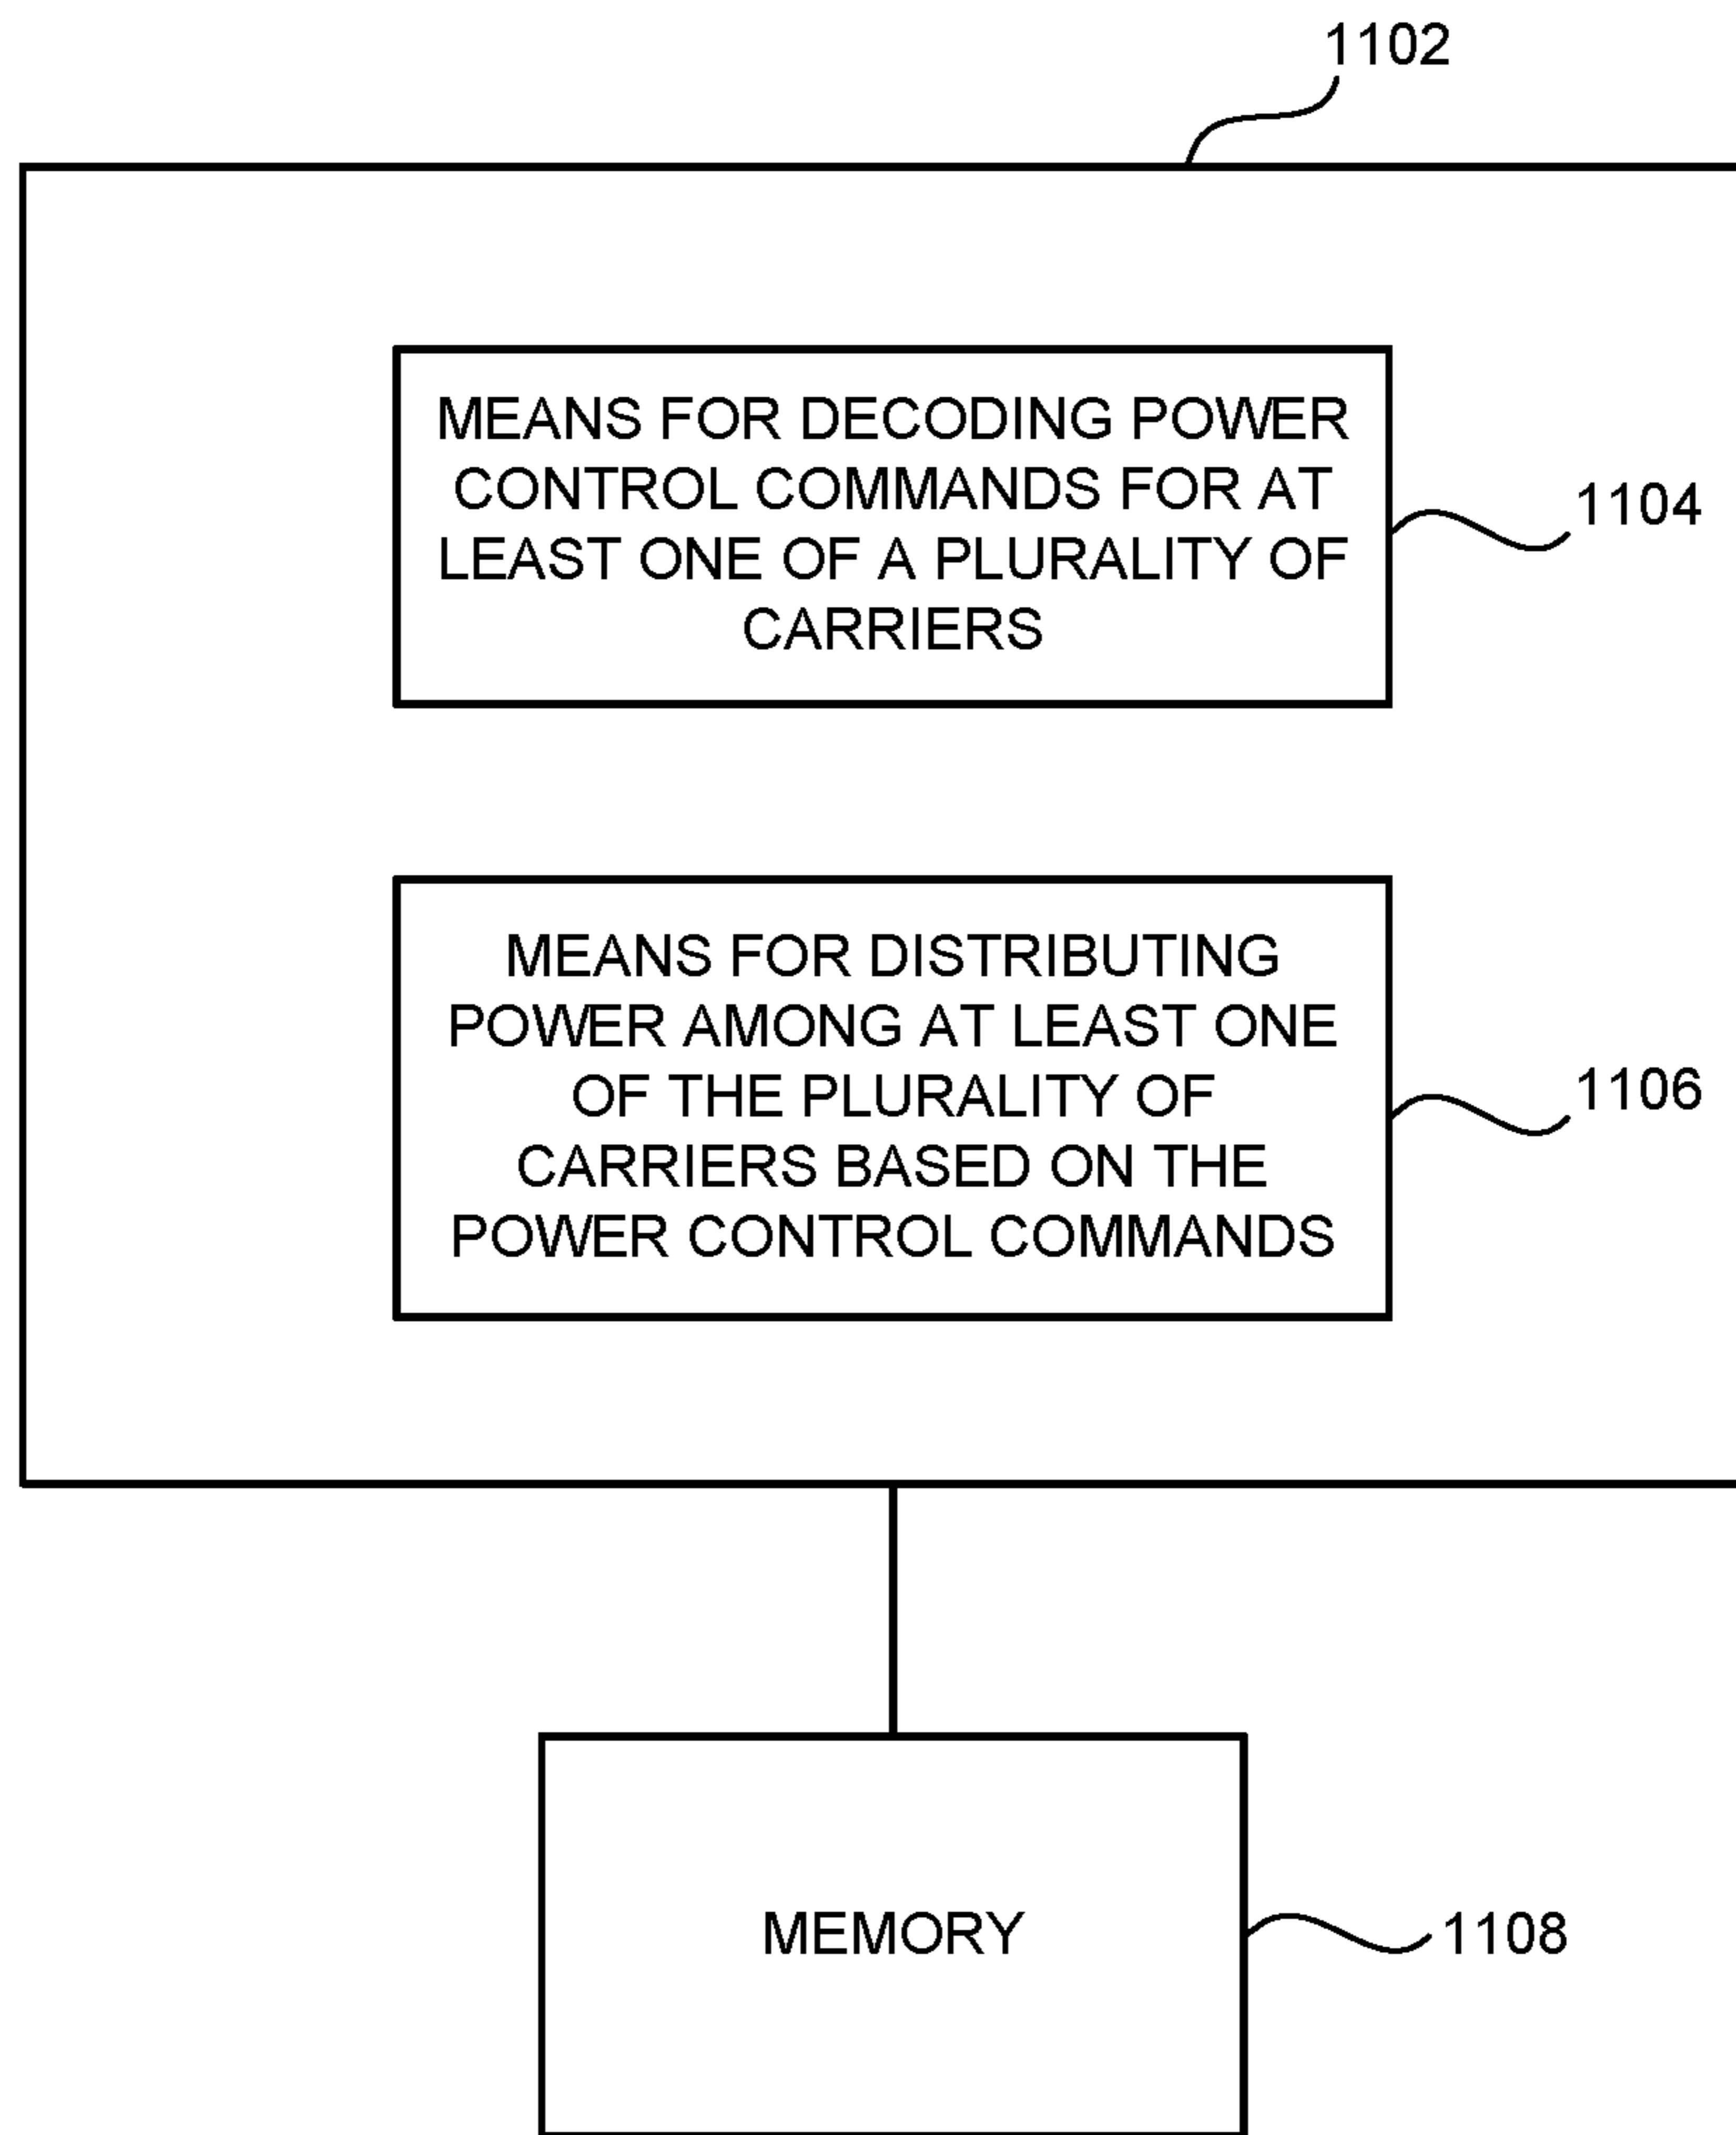 1102
MEANS FOR DECODING POWER
CONTROL COMMANDS FOR AT
LEAST ONE OF A PLURALITY OF
CARRIERS
1104
MEANS FOR DISTRIBUTING
POWER AMONG AT LEAST ONE
OF THE PLURALITY OF
CARRIERS BASED ON THE
POWER CONTROL COMMANDS
1106
MEMORY
1108